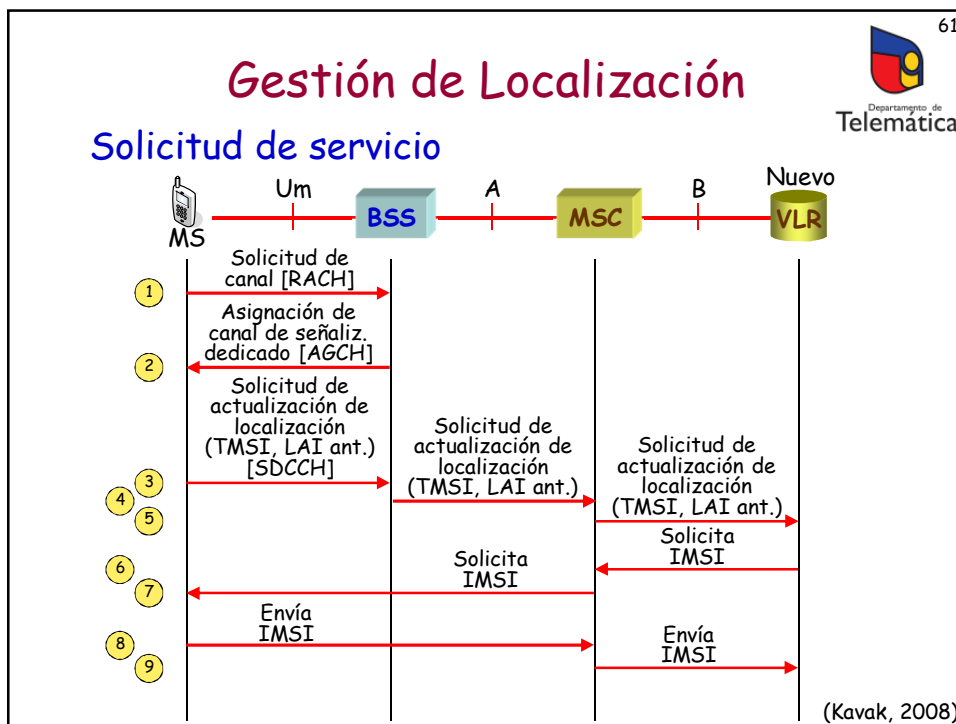 61
Gestión de Localización
Departamento de
Telemática
Solicitud de servicio
Um
A
B
Nuevo
MS
BSS
MSC
VLR
1
Solicitud de
canal [RACH]
2
Asignación de
canal de señaliz.
dedicado [AGCH]
Solicitud de
actualización de
localización
(TMSI, LAI ant.)
[SDCCH]
3
4
Solicitud de
actualización de
localización
(TMSI, LAI ant.)
5
Solicitud de
actualización de
localización
(TMSI, LAI ant.)
6
Solicita
IMSI
7
Solicita
IMSI
8
Envía
IMSI
9
Envía
IMSI
(Kavak, 2008)